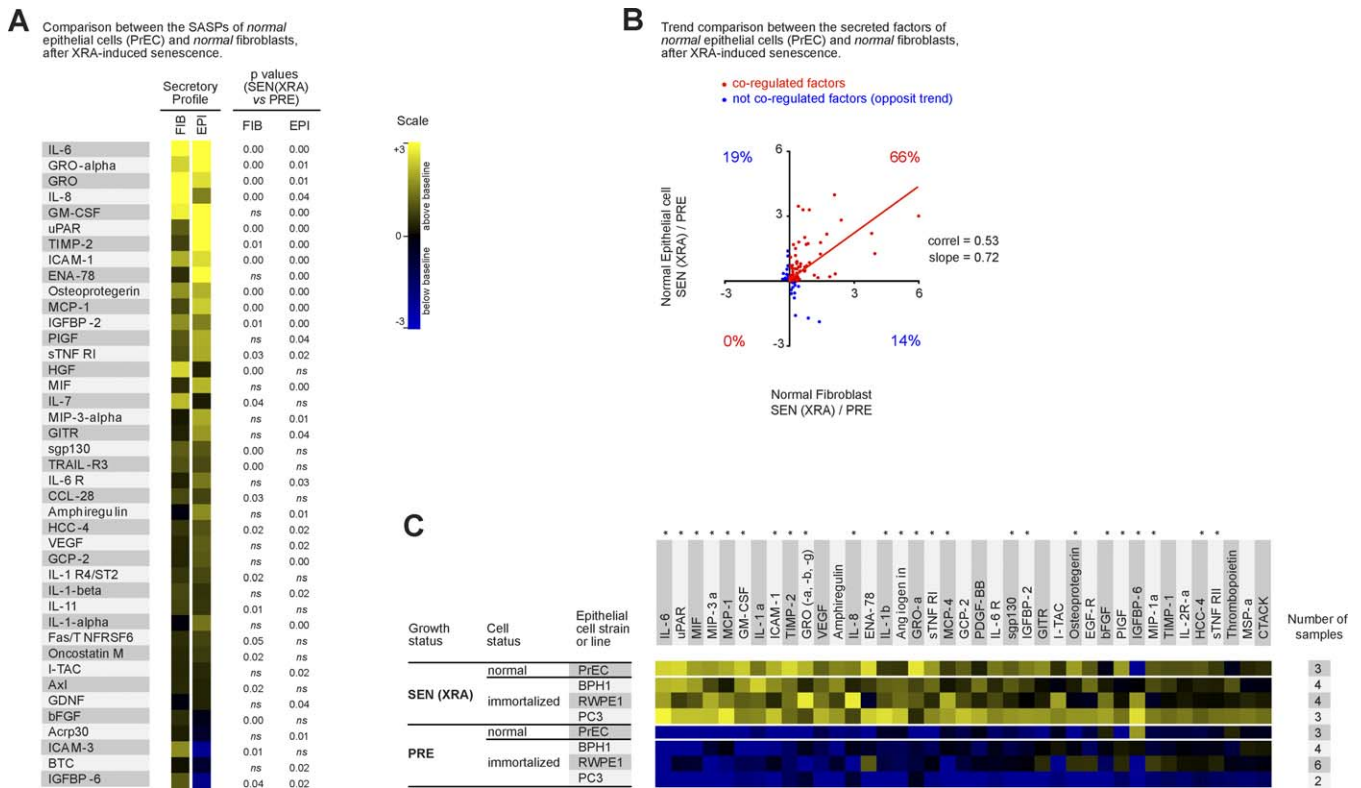 A
Comparison between the SASPs of normal
epithelial cells (PrEC) and normal fibroblasts,
after XRA-induced senescence.
Secretory
Profile
p values
(SEN(XRA)
vs PRE)
FIB EPI FIB EPI
IL-6 0.00 0.00
GRO-alpha 0.00 0.01
GRO 0.00 0.01
IL-8 0.00 0.04
GM-CSF ns 0.00
uPAR 0.00 0.00
TIMP-2 0.01 0.00
ICAM-1 0.00 0.00
ENA-78 ns 0.00
Osteoprotegerin 0.00 0.00
MCP-1 0.00 0.00
IGFBP-2 0.01 0.00
PIGF ns 0.04
sTNF RI 0.03 0.02
HGF 0.00 ns
MIF ns 0.00
IL-7 0.04 ns
MIP-3-alpha ns 0.01
GITR ns 0.04
sgp130 0.00 ns
TRAIL-R3 0.00 ns
IL-6 R ns 0.03
CCL-28 0.03 ns
Amphiregulin ns 0.01
HCC-4 0.02 0.02
VEGF ns 0.02
GCP-2 ns 0.00
IL-1 R4/ST2 0.02 ns
IL-1-beta ns 0.02
IL-11 0.01 ns
IL-1-alpha ns 0.00
Fas/TNFRSF6 0.05 ns
Oncostatin M 0.02 ns
I-TAC ns 0.02
Axl 0.02 ns
GDNF ns 0.04
bFGF 0.00 ns
Acrp30 ns 0.01
ICAM-3 0.01 ns
BTC ns 0.02
IGFBP-6 0.04 0.02
Scale
+3
0
-3
above baseline
below baseline
B
Trend comparison between the secreted factors of
normal epithelial cells (PrEC) and normal fibroblasts,
after XRA-induced senescence.
• co-regulated factors
• not co-regulated factors (opposit trend)
19%
66%
0%
14%
6
3
-3
-3 3 6
correl = 0.53
slope = 0.72
Normal Epithelial cell
SEN (XRA) / PRE
Normal Fibroblast
SEN (XRA) / PRE
C
* * * * * * * * * * * * * * * * * * * * * * * *
IL-6
uPAR
MIF
MIP-3 a
MCP-1
GM-CSF
IL-1 a
ICAM-1
TIMP-2
GRO (-a, -b, -g)
VEGF
Amphiregulin
IL-8
ENA-78
IL-1b
Angiogen in
GRO-a
sTNF RI
MCP-4
GCP-2
PDGF-BB
IL-6 R
sgp130
IGFBP-2
GITR
I-TAC
Osteoprotegerin
EGF-R
bFGF
PIGF
IGFBP-6
MIP-1a
TIMP-1
IL-2R-a
HCC-4
sTNF RII
Thrombopoietin
MSP-a
CTACK
Growth
status
Cell
status
Epithelial
cell strain
or line
Number of
samples
SEN (XRA)
normal PrEC 3
immortalized
BPH1 4
RWPE1 4
PC3 3
PRE
normal PrEC 3
immortalized
BPH1 4
RWPE1 6
PC3 2